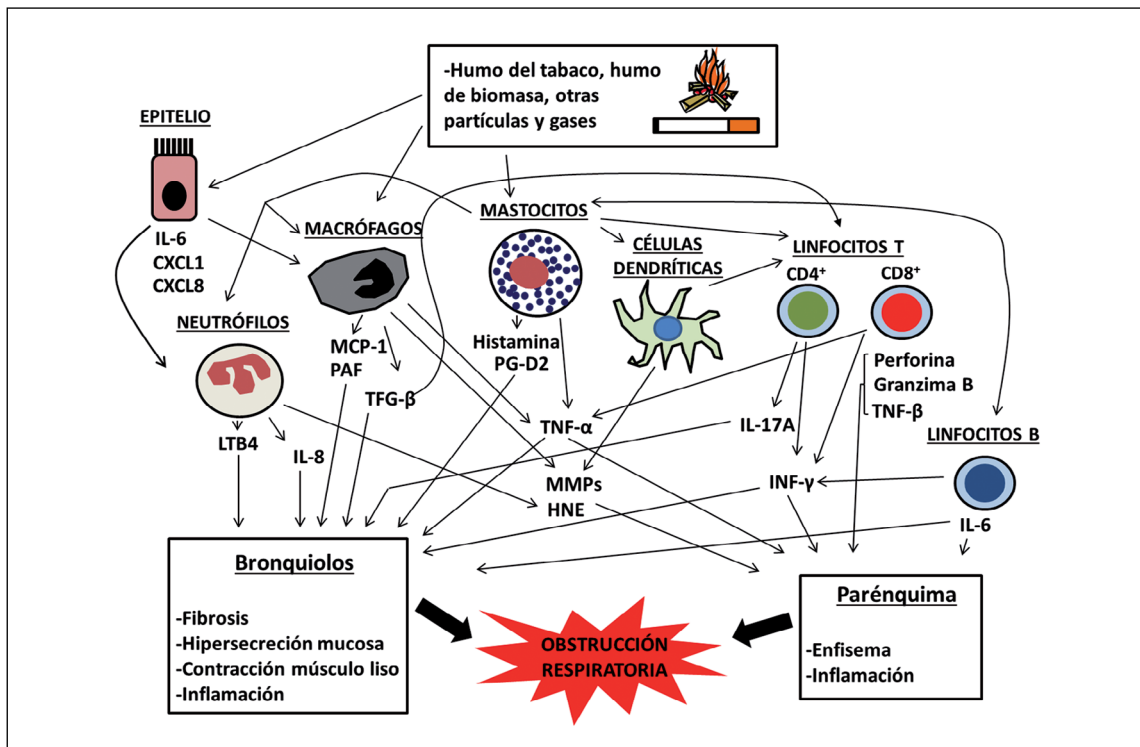 -Humo del tabaco, humo
de biomasa, otras
partículas y gases
EPITELIO
IL-6
CXCL1
CXCL8
MACRÓFAGOS
MASTOCITOS
CÉLULAS
DENDRÍTICAS
LINFOCITOS T
CD4⁺
CD8⁺
NEUTRÓFILOS
MCP-1
PAF
TFG-β
Histamina
PG-D2
Perforina
Granzima B
TNF-β
LTB4
IL-8
TNF-α
IL-17A
LINFOCITOS B
MMPs
HNE
INF-γ
IL-6
Bronquiolos
-Fibrosis
-Hipersecreción mucosa
-Contracción músculo liso
-Inflamación
OBSTRUCCIÓN
RESPIRATORIA
Parénquima
-Enfisema
-Inflamación